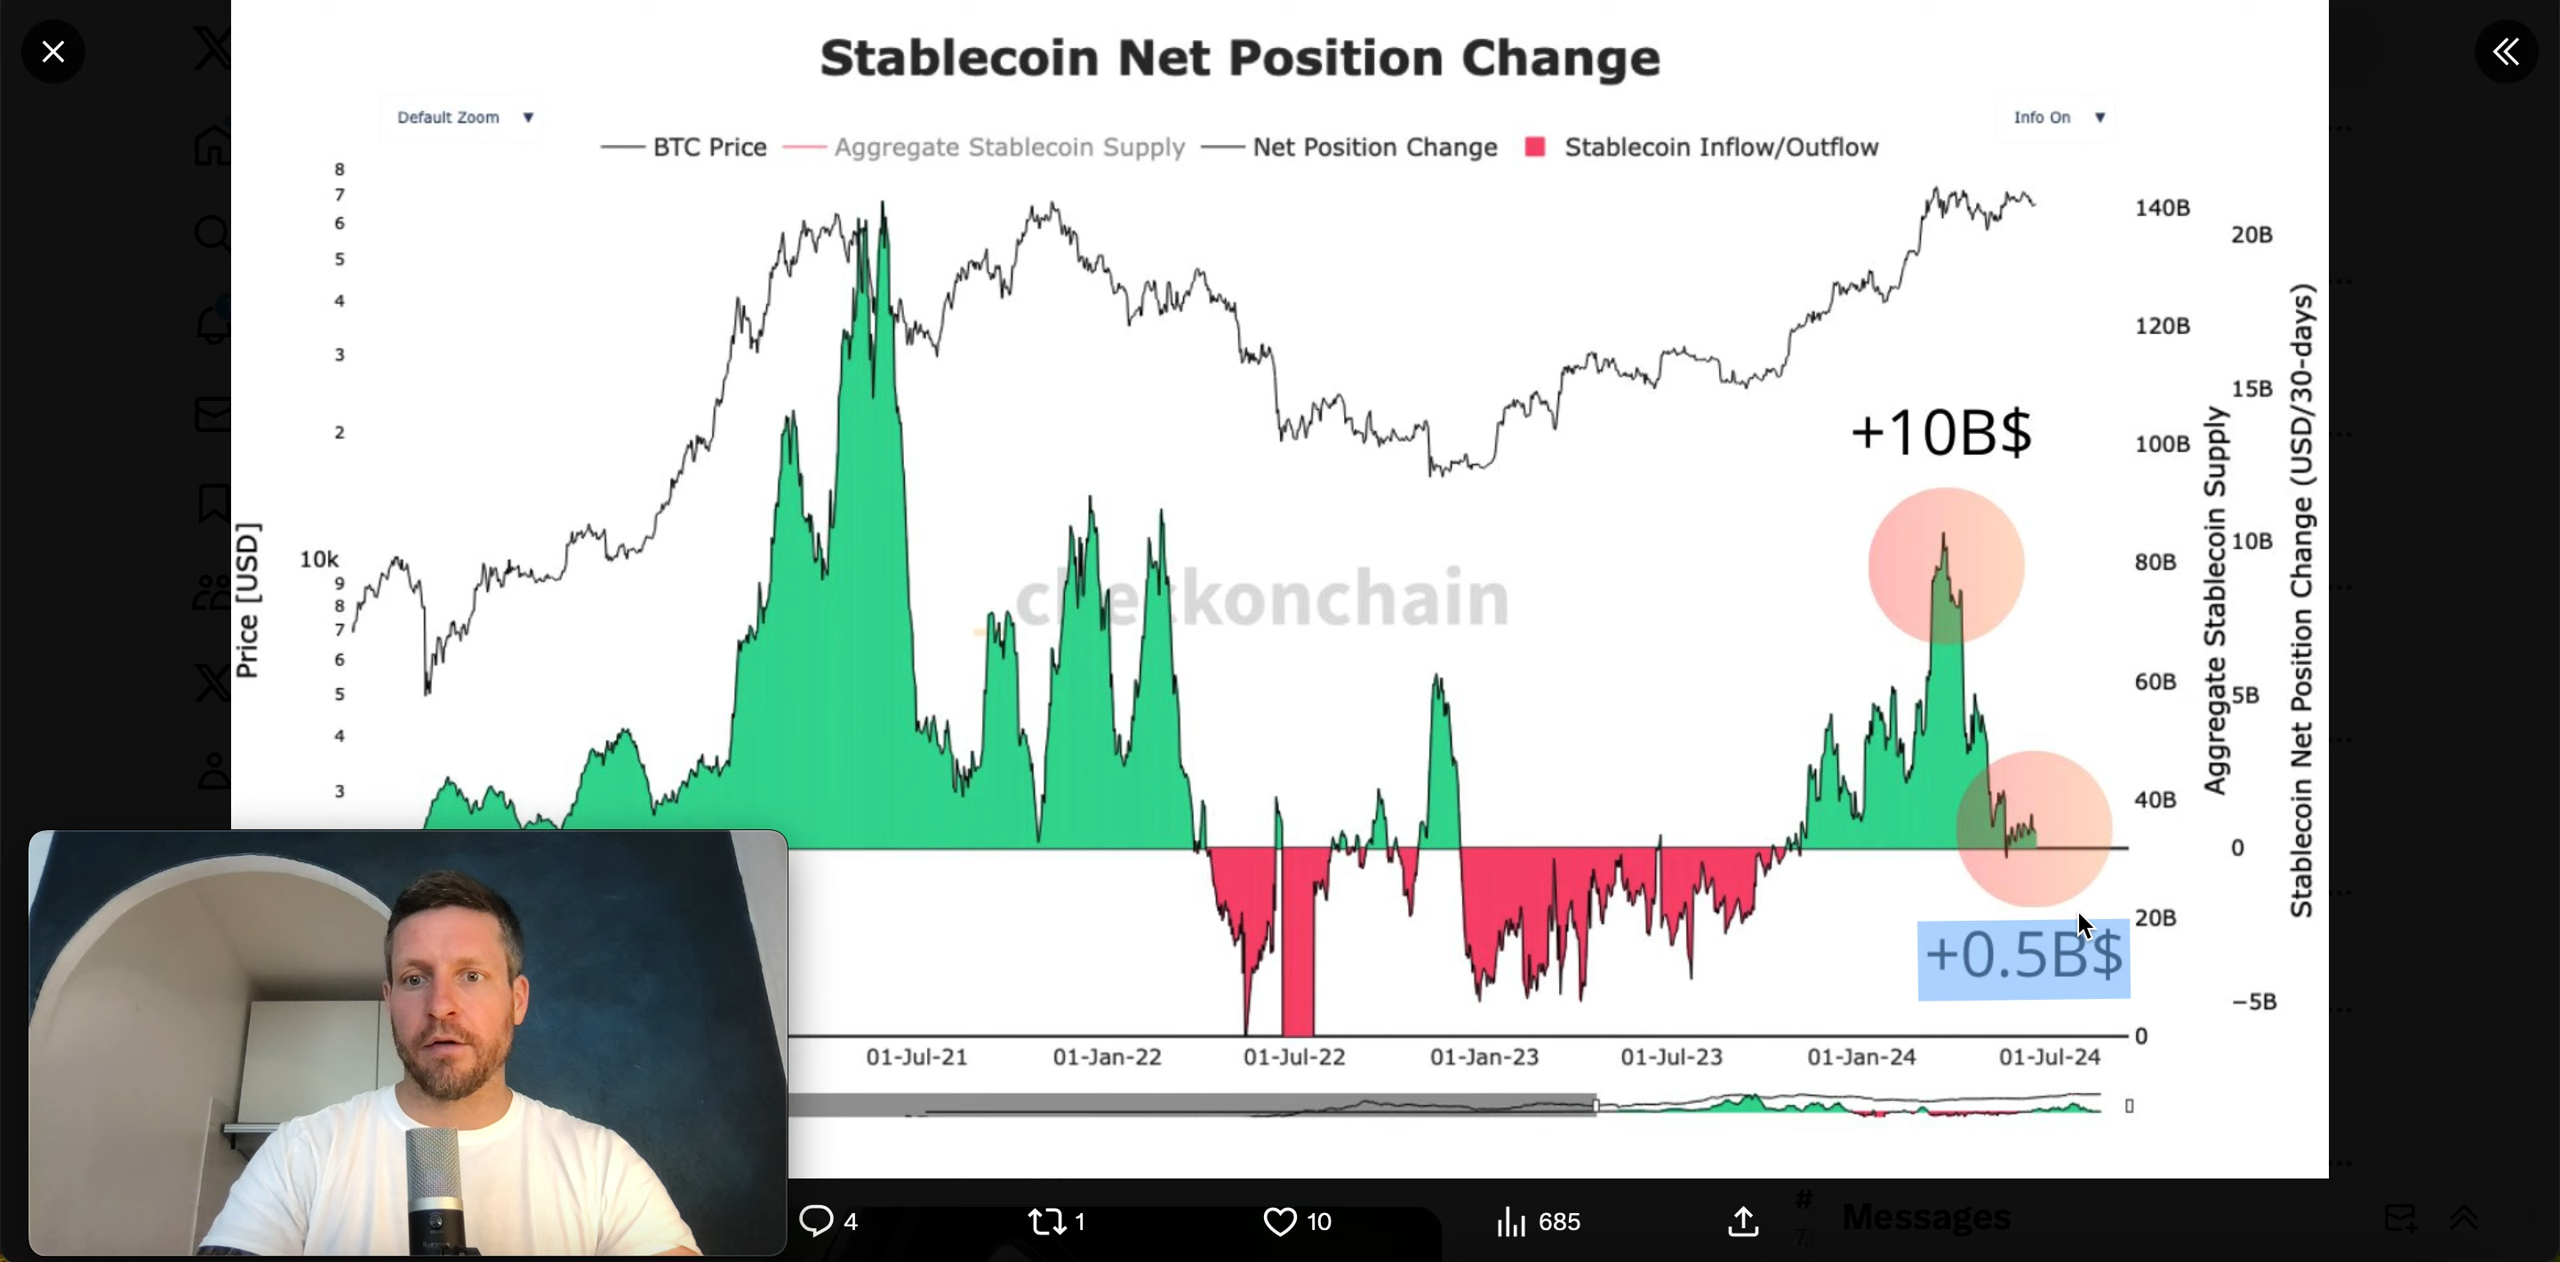 Stablecoin Net Position Change
Default Zoom ▼
Info On ▼
BTC Price
Aggregate Stablecoin Supply
Net Position Change
Stablecoin Inflow/Outflow
8
7
6
5
4
3
2
10k
9
8
7
6
5
4
3
Price [USD]
+10B$
checkonchain
+0.5B$
140B
120B
100B
80B
60B
40B
20B
0
Aggregate Stablecoin Supply
20B
15B
10B
5B
0
−5B
Stablecoin Net Position Change (USD/30-days)
01-Jul-21
01-Jan-22
01-Jul-22
01-Jan-23
01-Jul-23
01-Jan-24
01-Jul-24
4
1
10
685
#
Messages